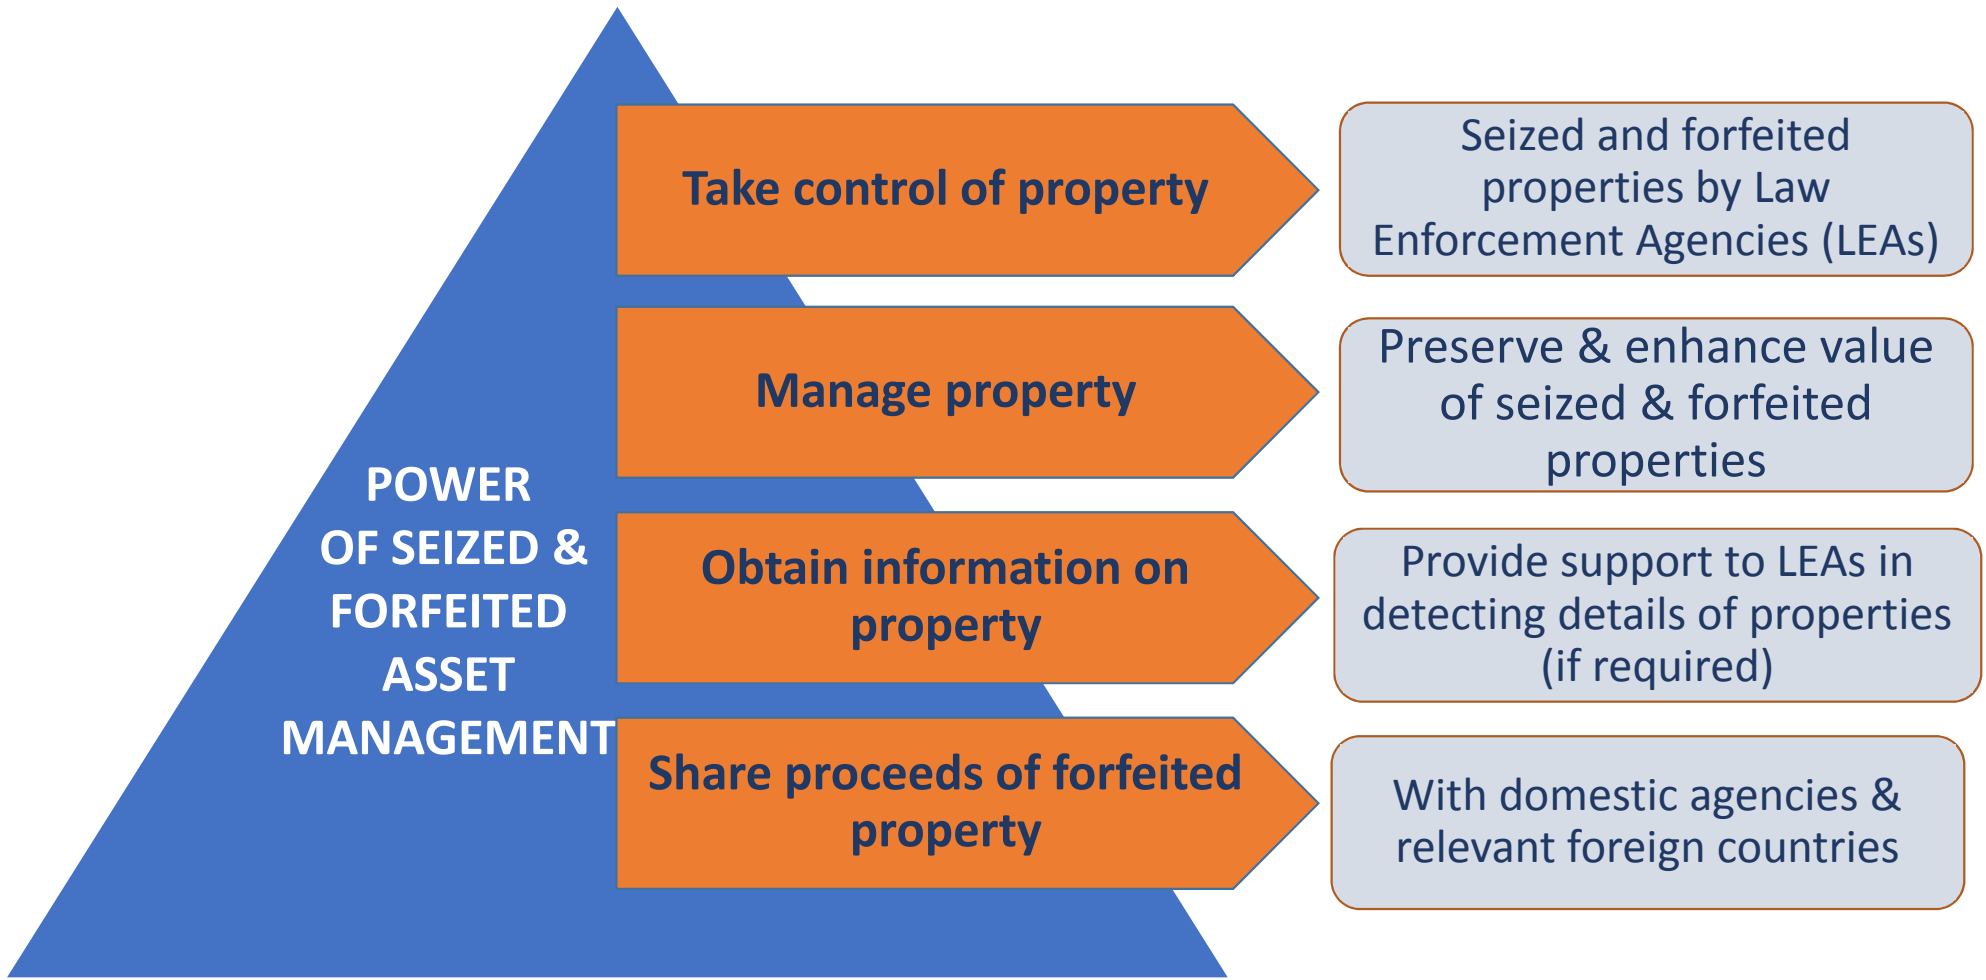 POWER
OF SEIZED &
FORFEITED
ASSET
MANAGEMENT
Take control of property
Seized and forfeited
properties by Law
Enforcement Agencies (LEAs)
Manage property
Preserve & enhance value
of seized & forfeited
properties
Obtain information on
property
Provide support to LEAs in
detecting details of properties
(if required)
Share proceeds of forfeited
property
With domestic agencies &
relevant foreign countries